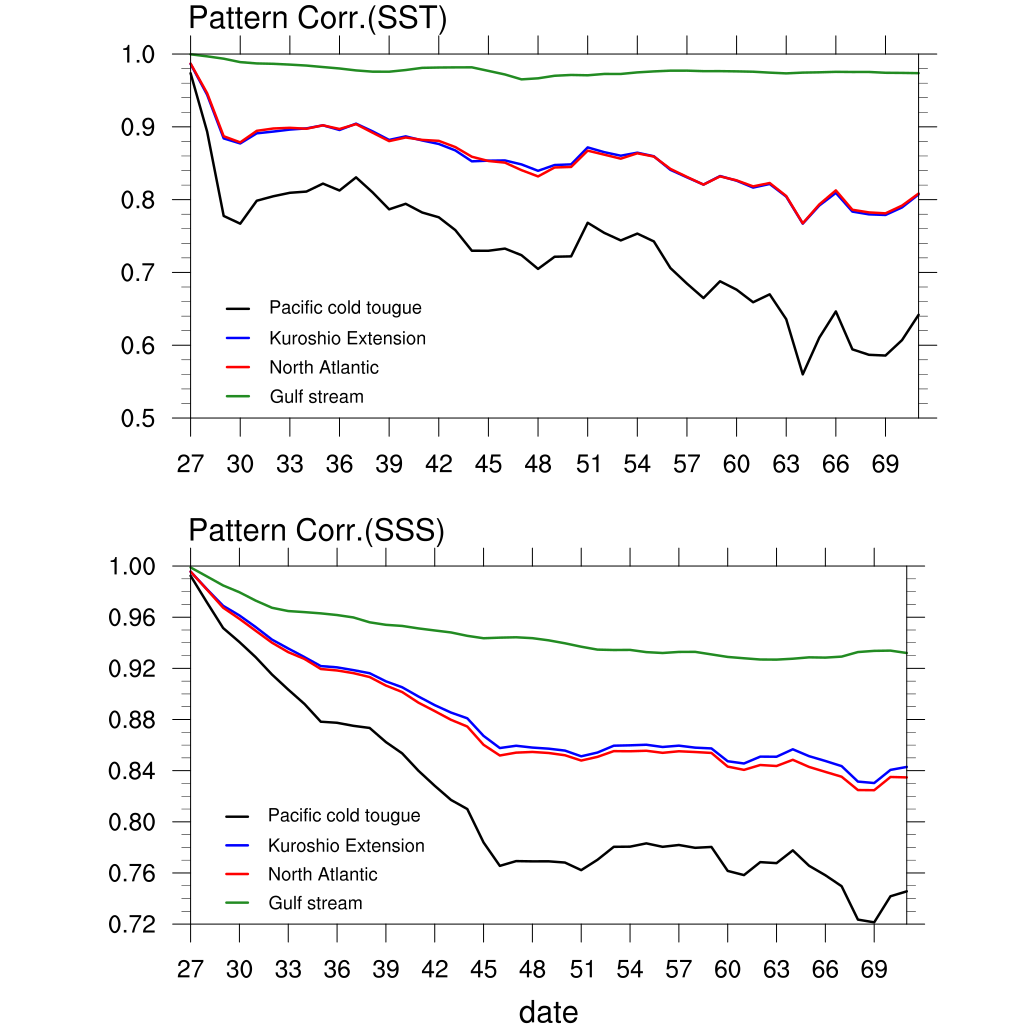 Pattern Corr.(SST)
1.0
0.9
0.8
0.7
0.6
0.5
Pacific cold tougue
Kuroshio Extension
North Atlantic
Gulf stream
27 30 33 36 39 42 45 48 51 54 57 60 63 66 69
Pattern Corr.(SSS)
1.00
0.96
0.92
0.88
0.84
0.80
0.76
0.72
Pacific cold tougue
Kuroshio Extension
North Atlantic
Gulf stream
27 30 33 36 39 42 45 48 51 54 57 60 63 66 69
date